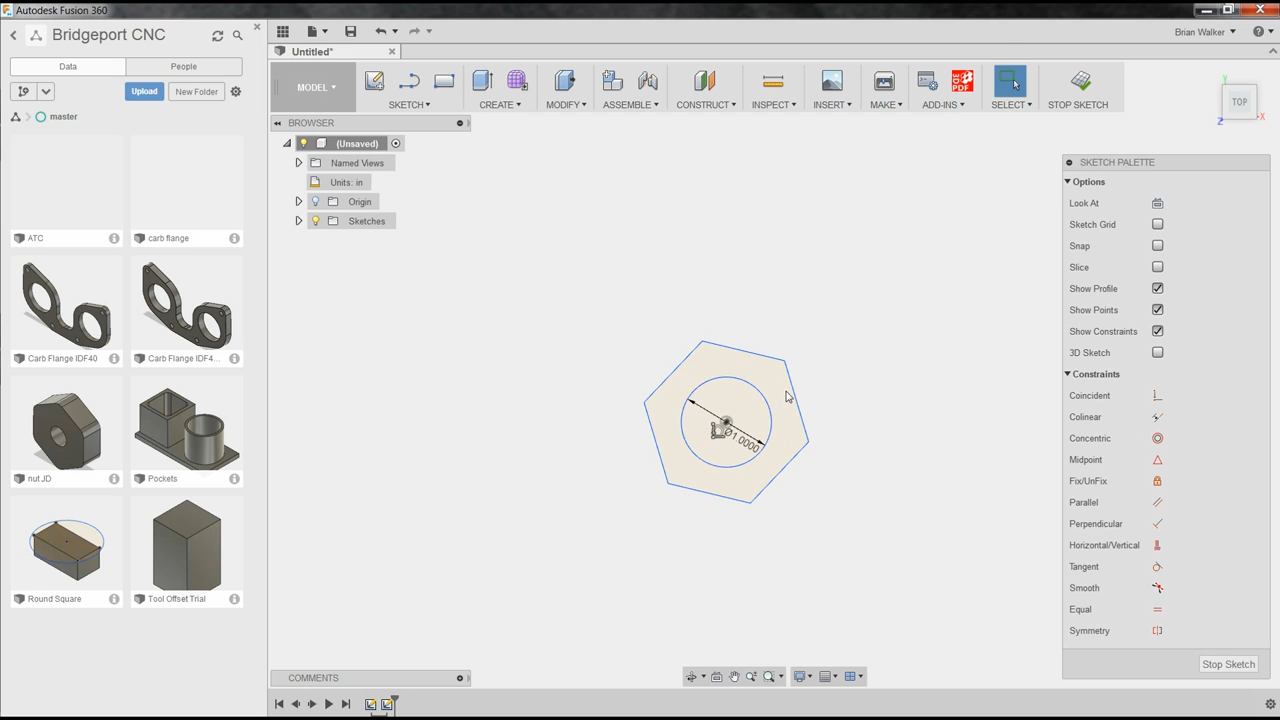 Autodesk Fusion 360
Bridgeport CNC
Data
People
Upload
New Folder
master
ATC
carb flange
Carb Flange IDF40
Carb Flange IDF4...
nut JD
Pockets
Round Square
Tool Offset Trial
Untitled*
Brian Walker
MODEL
SKETCH
CREATE
MODIFY
ASSEMBLE
CONSTRUCT
INSPECT
INSERT
MAKE
ADD-INS
SELECT
STOP SKETCH
BROWSER
(Unsaved)
Named Views
Units: in
Origin
Sketches
Ø1.0000
TOP
X
Y
Z
SKETCH PALETTE
Options
Look At
Sketch Grid
Snap
Slice
Show Profile
Show Points
Show Constraints
3D Sketch
Constraints
Coincident
Colinear
Concentric
Midpoint
Fix/UnFix
Parallel
Perpendicular
Horizontal/Vertical
Tangent
Smooth
Equal
Symmetry
Stop Sketch
COMMENTS